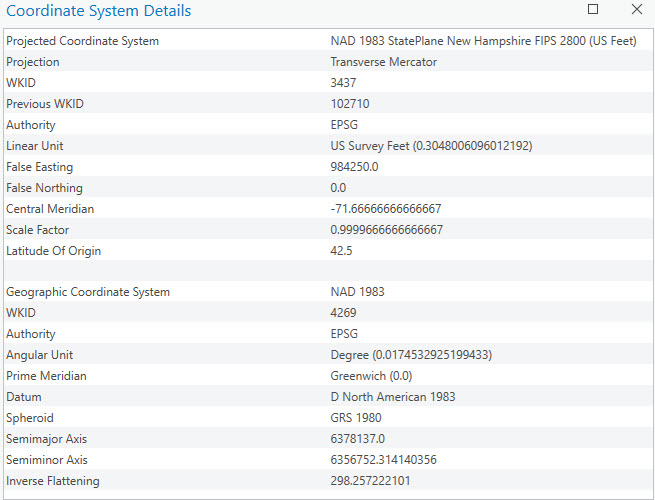 Coordinate System Details
Projected Coordinate System NAD 1983 StatePlane New Hampshire FIPS 2800 (US Feet)
Projection Transverse Mercator
WKID 3437
Previous WKID 102710
Authority EPSG
Linear Unit US Survey Feet (0.3048006096012192)
False Easting 984250.0
False Northing 0.0
Central Meridian -71.66666666666667
Scale Factor 0.9999666666666667
Latitude Of Origin 42.5
Geographic Coordinate System NAD 1983
WKID 4269
Authority EPSG
Angular Unit Degree (0.0174532925199433)
Prime Meridian Greenwich (0.0)
Datum D North American 1983
Spheroid GRS 1980
Semimajor Axis 6378137.0
Semiminor Axis 6356752.314140356
Inverse Flattening 298.257222101